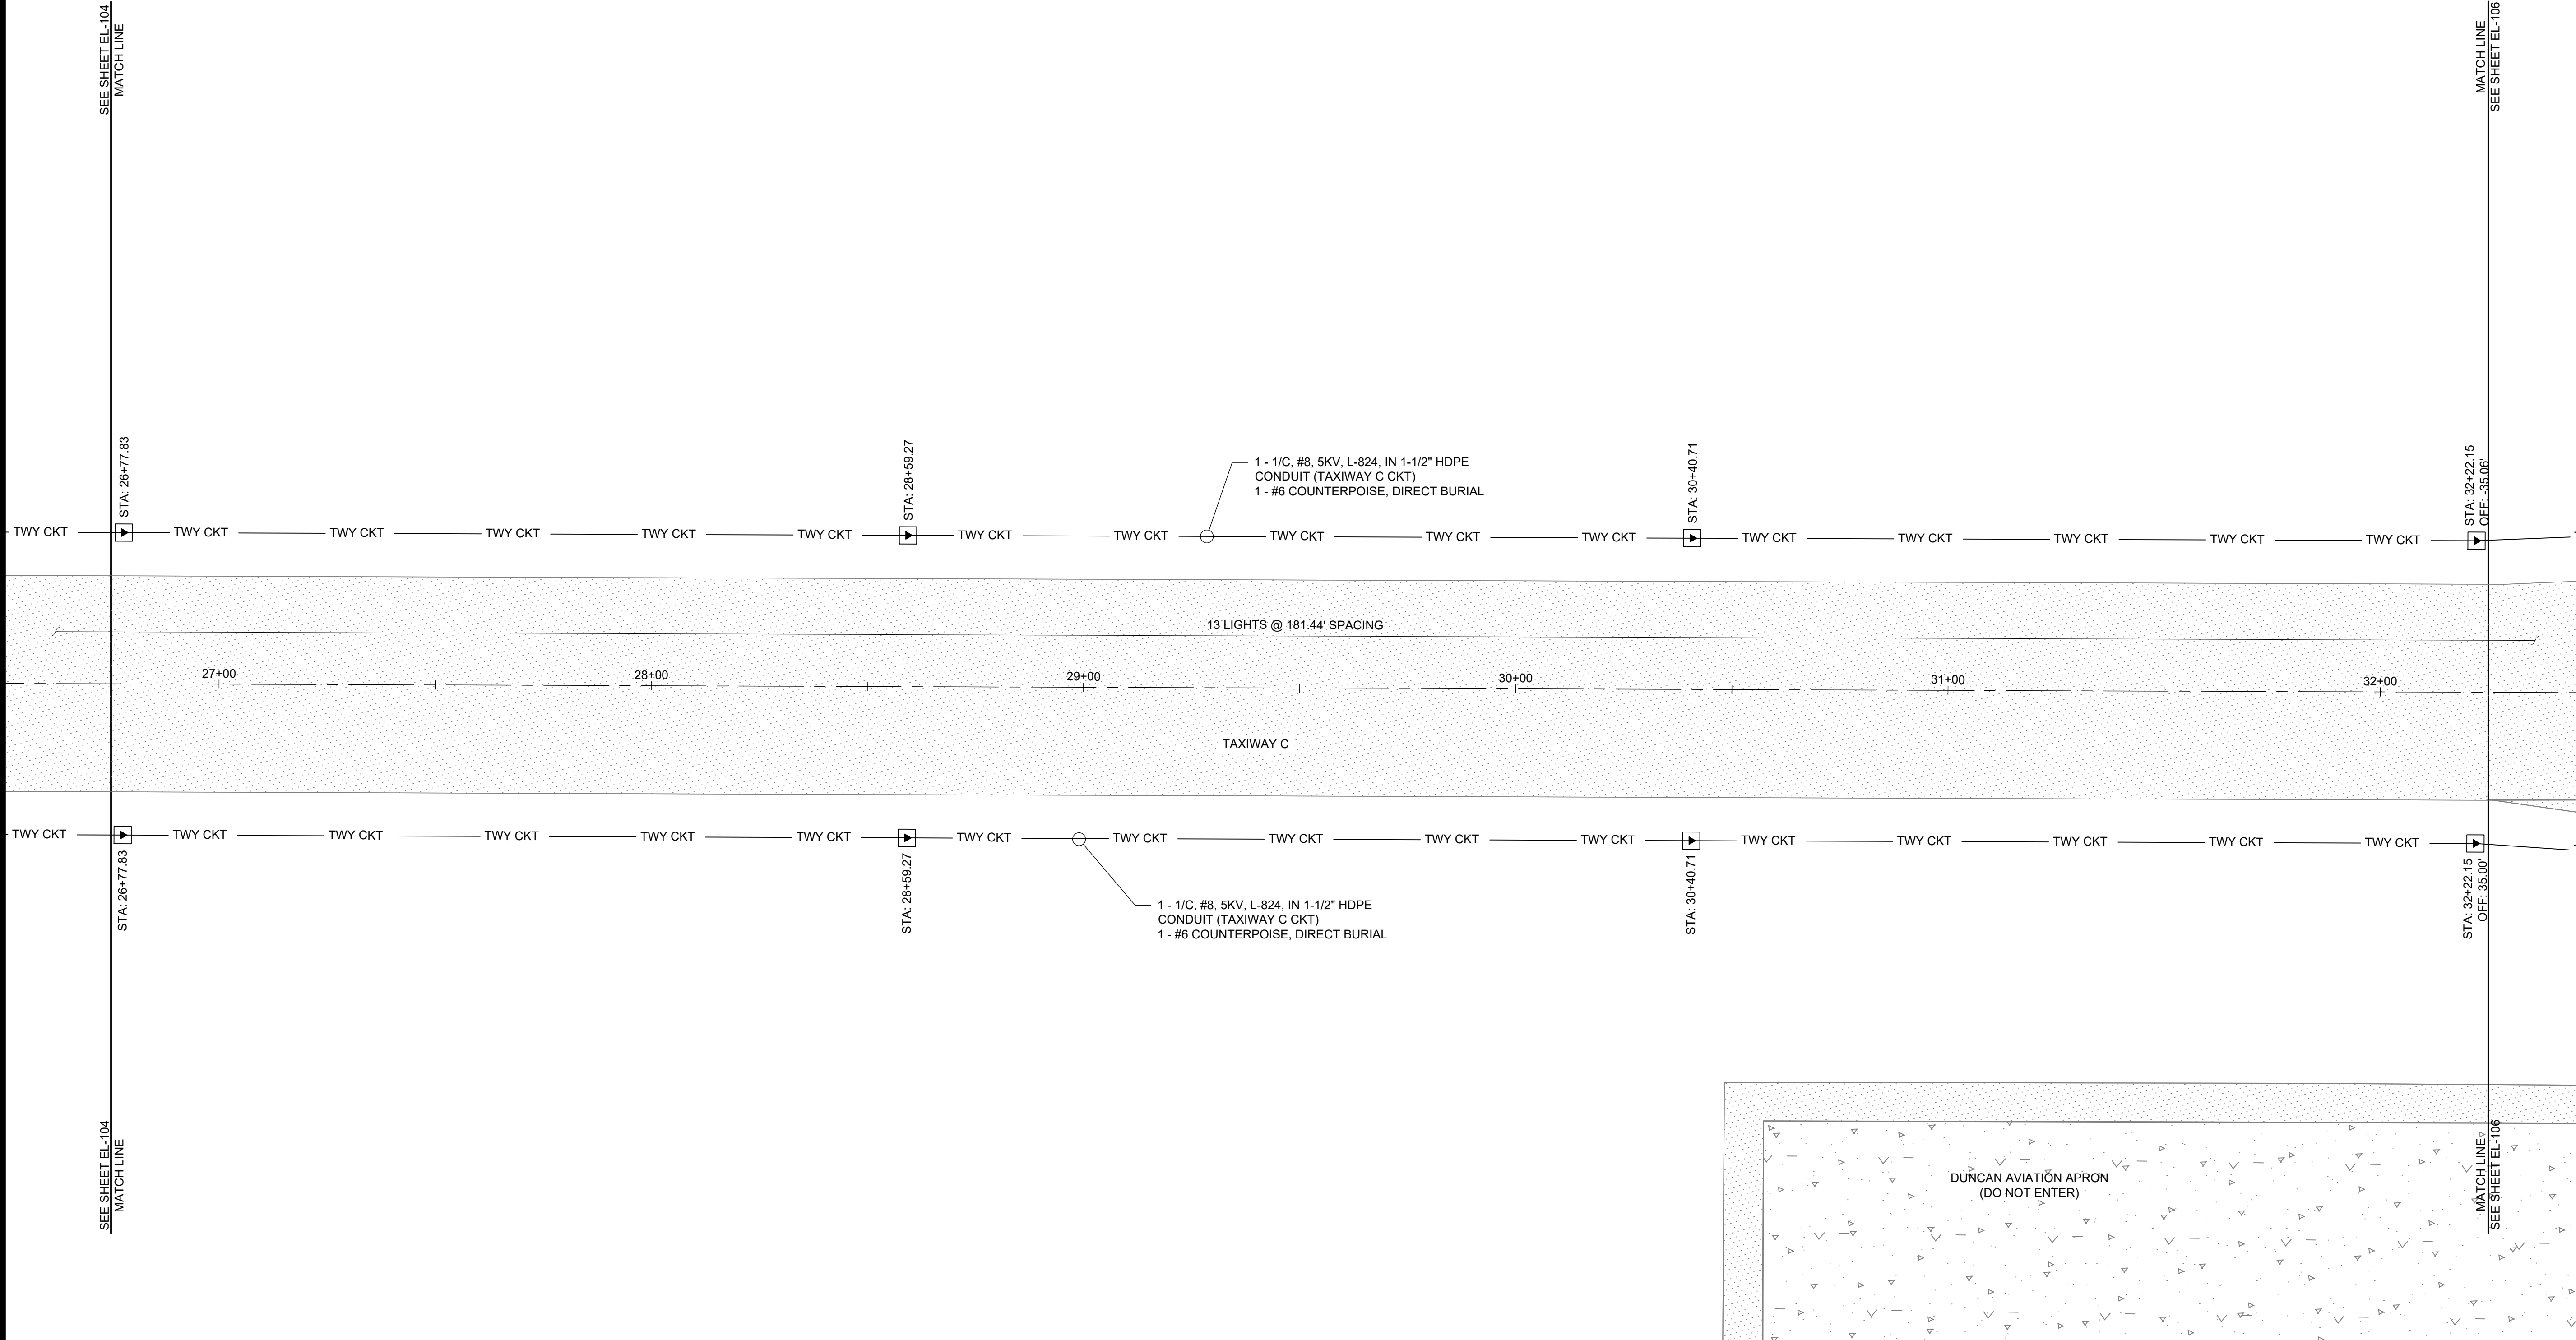 SEE SHEET EL-104
MATCH LINE
MATCH LINE
SEE SHEET EL-106
STA: 26+77.83
STA: 28+59.27
1 - 1/C, #8, 5KV, L-824, IN 1-1/2" HDPE
CONDUIT (TAXIWAY C CKT)
1 - #6 COUNTERPOISE, DIRECT BURIAL
STA: 30+40.71
STA: 32+22.15
OFF: -35.06'
TWY CKT TWY CKT TWY CKT TWY CKT TWY CKT TWY CKT TWY CKT TWY CKT TWY CKT TWY CKT TWY CKT TWY CKT TWY CKT TWY CKT TWY CKT TWY CKT
13 LIGHTS @ 181.44' SPACING
27+00 28+00 29+00 30+00 31+00 32+00
TAXIWAY C
TWY CKT TWY CKT TWY CKT TWY CKT TWY CKT TWY CKT TWY CKT TWY CKT TWY CKT TWY CKT TWY CKT TWY CKT TWY CKT TWY CKT TWY CKT TWY CKT
STA: 26+77.83
STA: 28+59.27
1 - 1/C, #8, 5KV, L-824, IN 1-1/2" HDPE
CONDUIT (TAXIWAY C CKT)
1 - #6 COUNTERPOISE, DIRECT BURIAL
STA: 30+40.71
STA: 32+22.15
OFF: 35.00'
SEE SHEET EL-104
MATCH LINE
DUNCAN AVIATION APRON
(DO NOT ENTER)
MATCH LINE
SEE SHEET EL-106